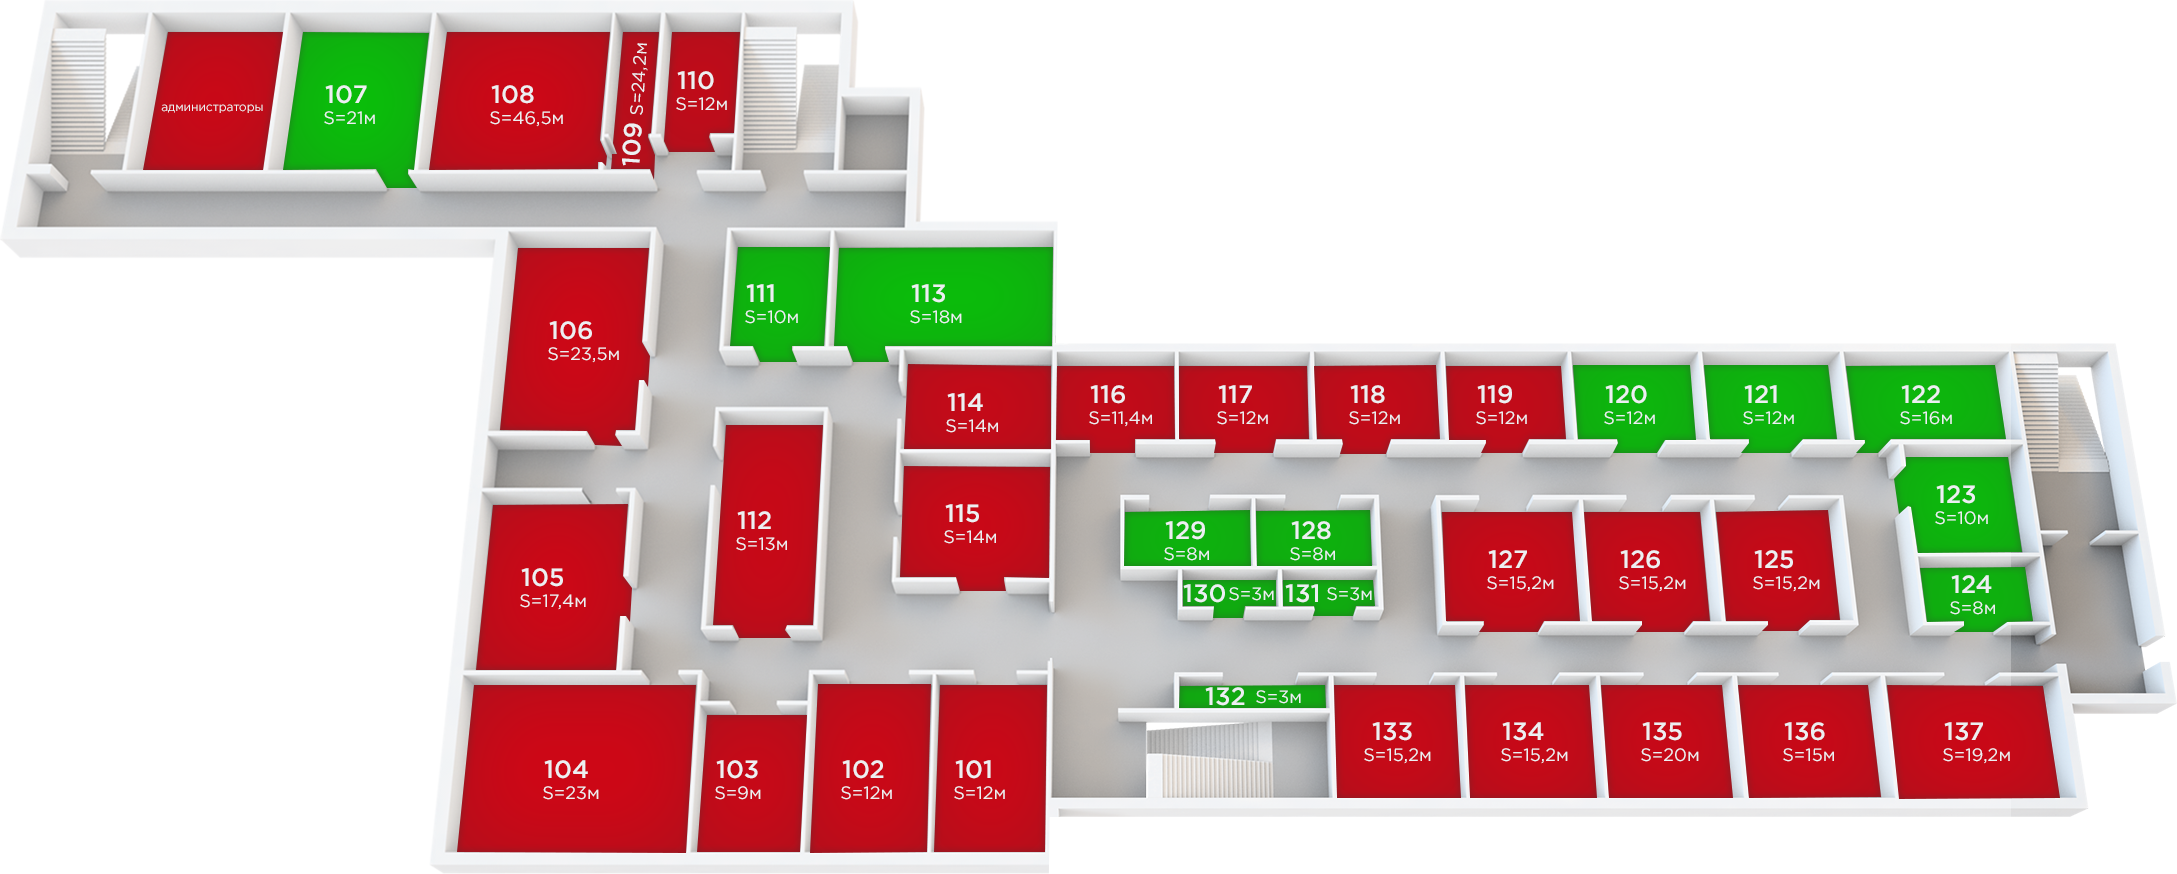 администраторы
107
S=21м
108
S=46,5м
109 S=24,2м
110
S=12м
106
S=23,5м
111
S=10м
113
S=18м
114
S=14м
116
S=11,4м
117
S=12м
118
S=12м
119
S=12м
120
S=12м
121
S=12м
122
S=16м
123
S=10м
124
S=8м
115
S=14м
112
S=13м
105
S=17,4м
129
S=8м
128
S=8м
130 S=3м
131 S=3м
127
S=15,2м
126
S=15,2м
125
S=15,2м
132 S=3м
104
S=23м
103
S=9м
102
S=12м
101
S=12м
133
S=15,2м
134
S=15,2м
135
S=20м
136
S=15м
137
S=19,2м